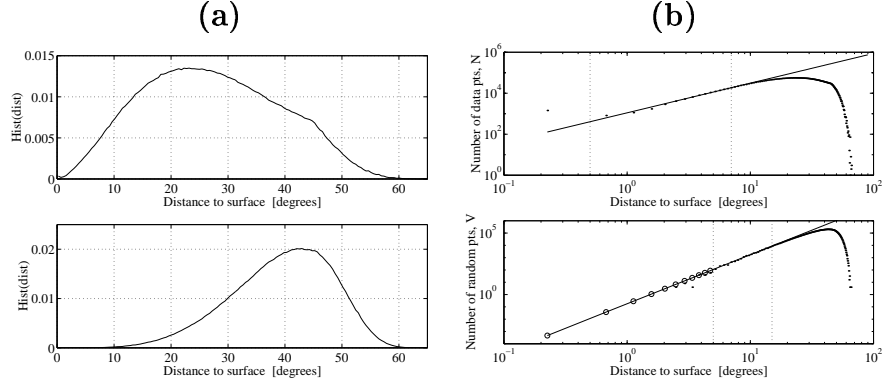 (a)
(b)
0.015
0.01
0.005
0
Hist(dist)
0 10 20 30 40 50 60
Distance to surface [degrees]
10^6
10^4
10^2
10^0
Number of data pts, N
10^-1 10^0 10^1 10^2
Distance to surface [degrees]
0.02
0.01
0
Hist(dist)
0 10 20 30 40 50 60
Distance to surface [degrees]
10^5
10^0
Number of random pts, V
10^-1 10^0 10^1 10^2
Distance to surface [degrees]